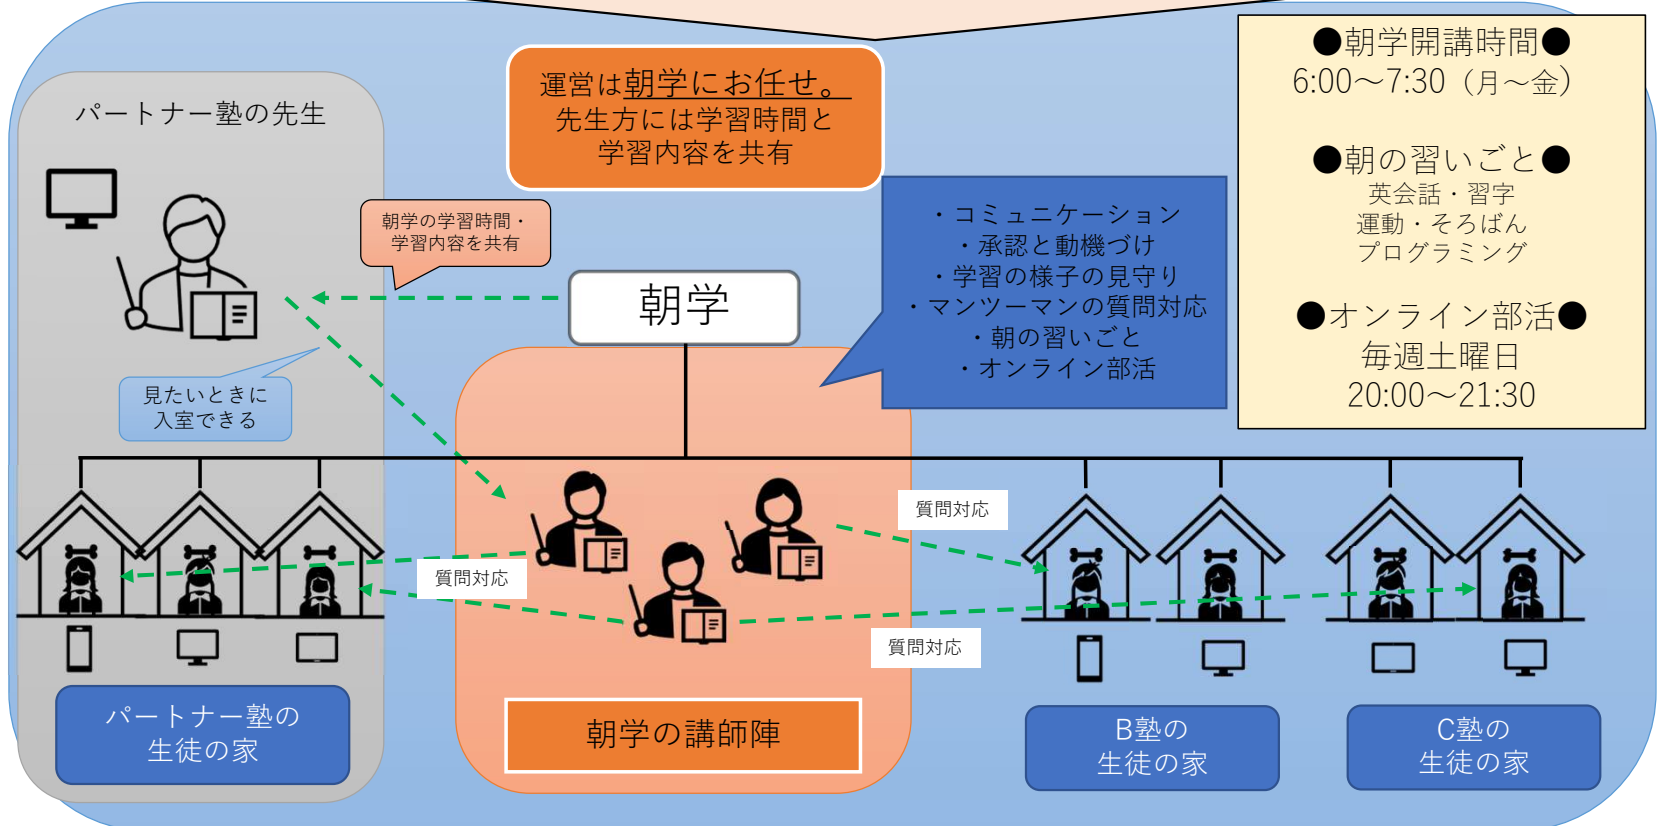 運営は朝学にお任せ。
先生方には学習時間と
学習内容を共有
●朝学開講時間●
6:00～7:30（月～金）
●朝の習いごと●
英会話・習字
運動・そろばん
プログラミング
●オンライン部活●
毎週土曜日
20:00～21:30
パートナー塾の先生
朝学の学習時間・
学習内容を共有
・コミュニケーション
・承認と動機づけ
・学習の様子の見守り
・マンツーマンの質問対応
・朝の習いごと
・オンライン部活
朝学
見たいときに
入室できる
質問対応
質問対応
質問対応
パートナー塾の
生徒の家
朝学の講師陣
B塾の
生徒の家
C塾の
生徒の家